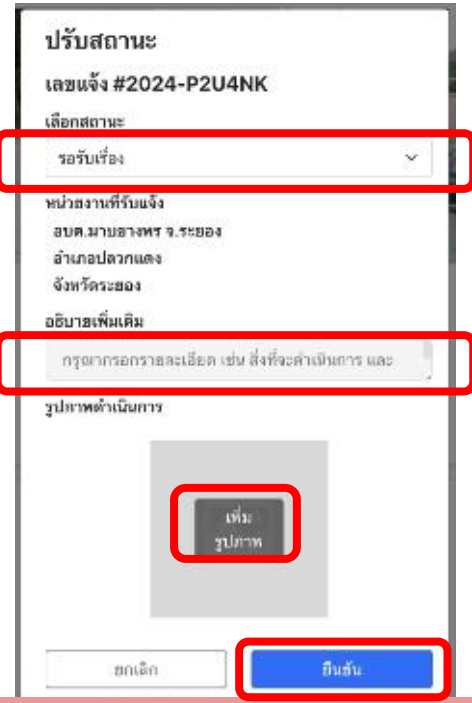 ปรับสถานะ
เลขแจ้ง #2024-P2U4NK
เลือกสถานะ
รอรับเรื่อง
หน่วยงานที่รับแจ้ง
อบต.มาบยางพร จ.ระยอง
อำเภอปลวกแดง
จังหวัดระยอง
อธิบายเพิ่มเติม
กรุณากรอกรายละเอียด เช่น สิ่งที่จะดำเนินการ และ
รูปภาพดำเนินการ
เพิ่ม
รูปภาพ
ยกเลิก
ยืนยัน